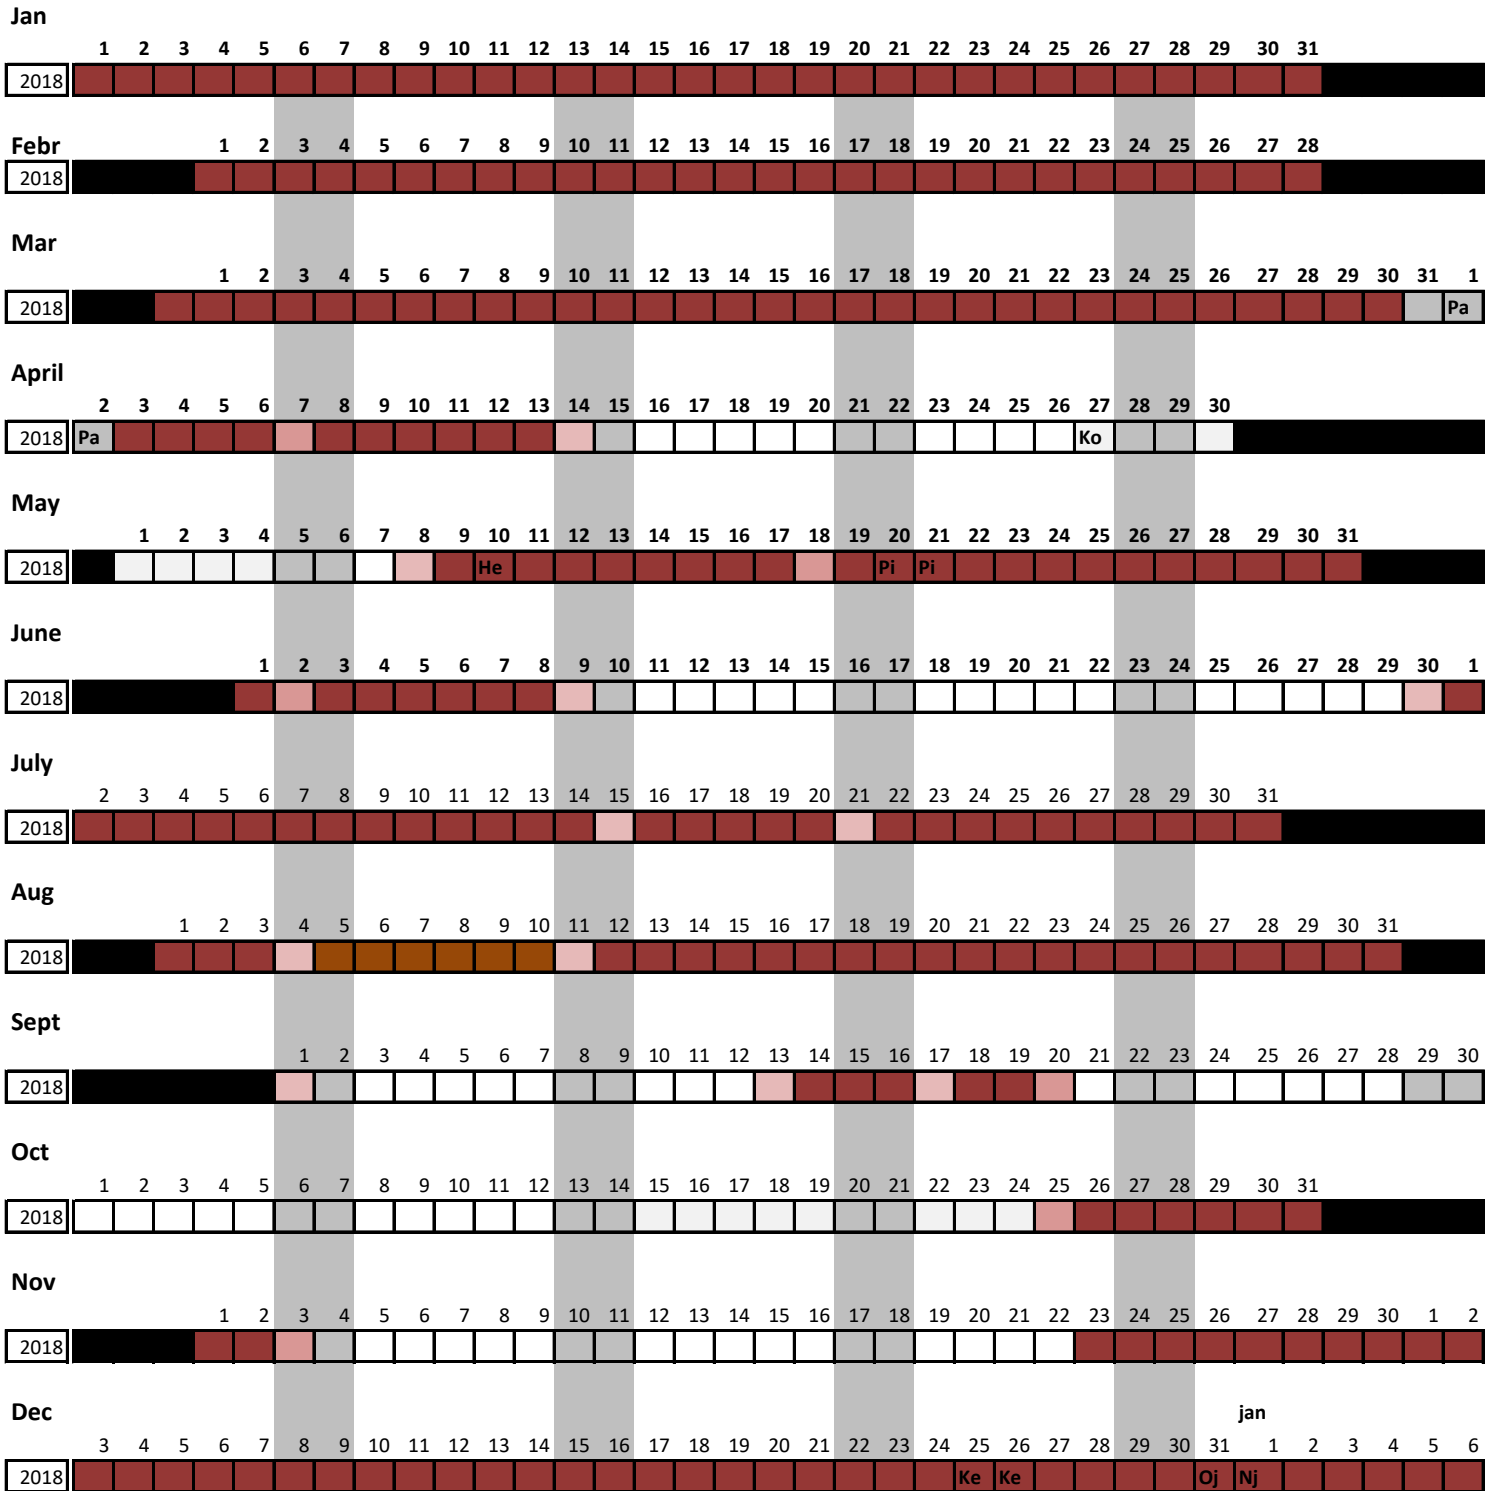 Jan
1 2 3 4 5 6 7 8 9 10 11 12 13 14 15 16 17 18 19 20 21 22 23 24 25 26 27 28 29 30 31
2018
Febr 1 2 3 4 5 6 7 8 9 10 11 12 13 14 15 16 17 18 19 20 21 22 23 24 25 26 27 28
2018
Mar
1 2 3 4 5 6 7 8 9 10 11 12 13 14 15 16 17 18 19 20 21 22 23 24 25 26 27 28 29 30 31 1
2018 Pa
April
2 3 4 5 6 7 8 9 10 11 12 13 14 15 16 17 18 19 20 21 22 23 24 25 26 27 28 29 30
2018 Pa Ko
May
1 2 3 4 5 6 7 8 9 10 11 12 13 14 15 16 17 18 19 20 21 22 23 24 25 26 27 28 29 30 31
2018 He Pi Pi
June
1 2 3 4 5 6 7 8 9 10 11 12 13 14 15 16 17 18 19 20 21 22 23 24 25 26 27 28 29 30 1
2018
July
2 3 4 5 6 7 8 9 10 11 12 13 14 15 16 17 18 19 20 21 22 23 24 25 26 27 28 29 30 31
2018
Aug
1 2 3 4 5 6 7 8 9 10 11 12 13 14 15 16 17 18 19 20 21 22 23 24 25 26 27 28 29 30 31
2018
Sept
1 2 3 4 5 6 7 8 9 10 11 12 13 14 15 16 17 18 19 20 21 22 23 24 25 26 27 28 29 30
2018
Oct
1 2 3 4 5 6 7 8 9 10 11 12 13 14 15 16 17 18 19 20 21 22 23 24 25 26 27 28 29 30 31
2018
Nov
1 2 3 4 5 6 7 8 9 10 11 12 13 14 15 16 17 18 19 20 21 22 23 24 25 26 27 28 29 30 1 2
2018
Dec jan
3 4 5 6 7 8 9 10 11 12 13 14 15 16 17 18 19 20 21 22 23 24 25 26 27 28 29 30 31 1 2 3 4 5 6
2018 Ke Ke Oj Nj